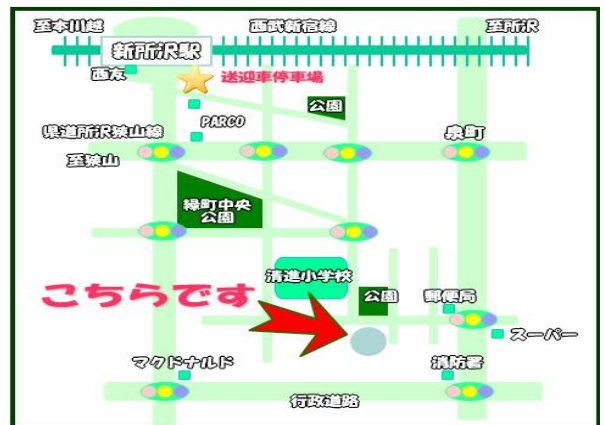 至本川越
西武新宿線
至所沢
新所沢駅
西友
送迎車停車場
公園
PARCO
県道所沢狭山線
泉町
至狭山
緑町中央
公園
清進小学校
こちらです
公園
郵便局
スーパー
マクドナルド
消防署
行政道路